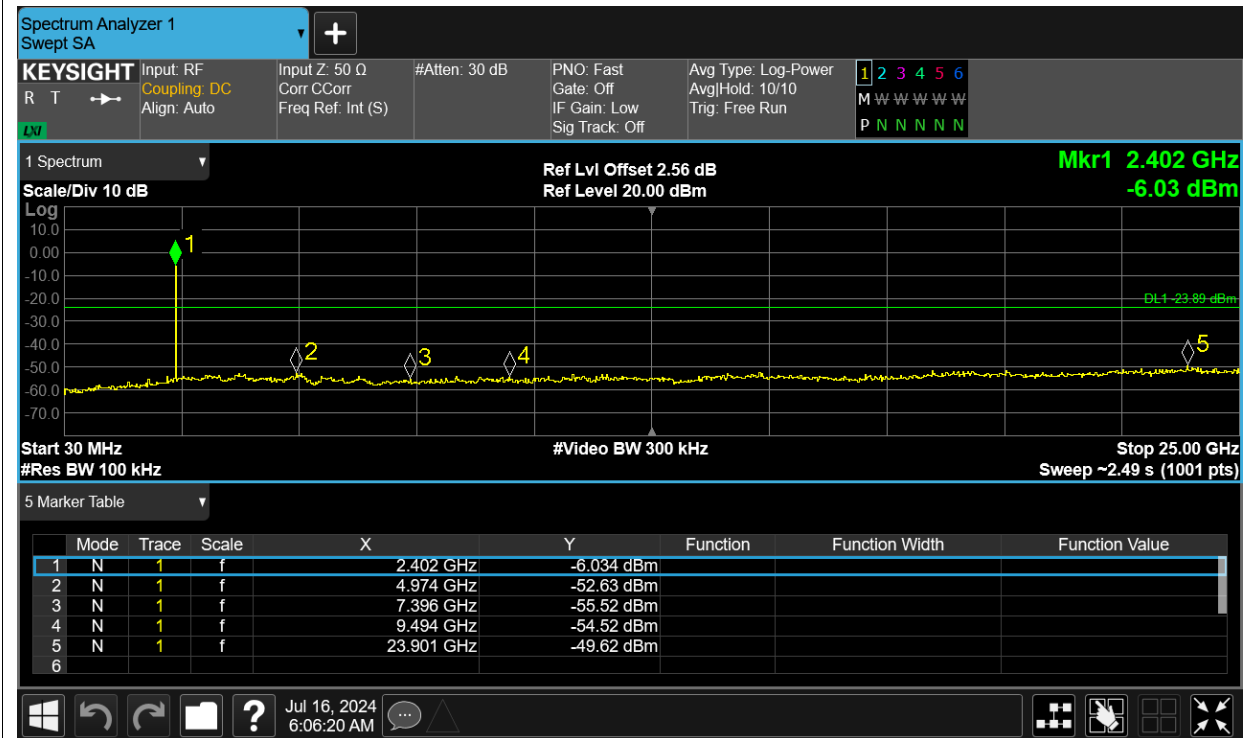 Spectrum Analyzer 1
Swept SA
KEYSIGHT
R T
LXI
Input: RF
Coupling: DC
Align: Auto
Input Z: 50 Ω
Corr CCorr
Freq Ref: Int (S)
#Atten: 30 dB
PNO: Fast
Gate: Off
IF Gain: Low
Sig Track: Off
Avg Type: Log-Power
Avg|Hold: 10/10
Trig: Free Run
1 2 3 4 5 6
M W W W W W
P N N N N N
1 Spectrum
Scale/Div 10 dB
Ref Lvl Offset 2.56 dB
Ref Level 20.00 dBm
Mkr1 2.402 GHz
-6.03 dBm
Log
10.0
0.00
-10.0
-20.0
-30.0
-40.0
-50.0
-60.0
-70.0
1
2
3
4
5
DL1 -23.89 dBm
Start 30 MHz
#Res BW 100 kHz
#Video BW 300 kHz
Stop 25.00 GHz
Sweep ~2.49 s (1001 pts)
5 Marker Table
Mode Trace Scale X Y Function Function Width Function Value
1 N 1 f 2.402 GHz -6.034 dBm
2 N 1 f 4.974 GHz -52.63 dBm
3 N 1 f 7.396 GHz -55.52 dBm
4 N 1 f 9.494 GHz -54.52 dBm
5 N 1 f 23.901 GHz -49.62 dBm
6
?
Jul 16, 2024
6:06:20 AM